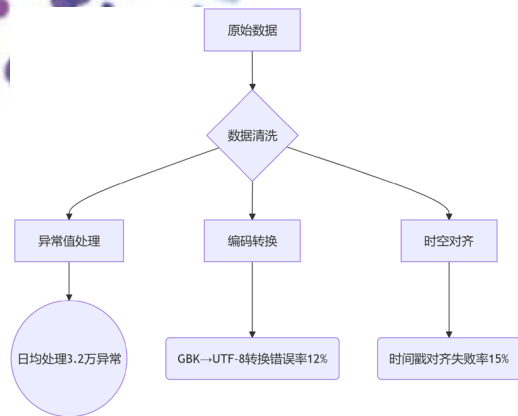 原始数据
数据清洗
异常值处理
编码转换
时空对齐
日均处理3.2万异常
GBK→UTF-8转换错误率12%
时间戳对齐失败率15%